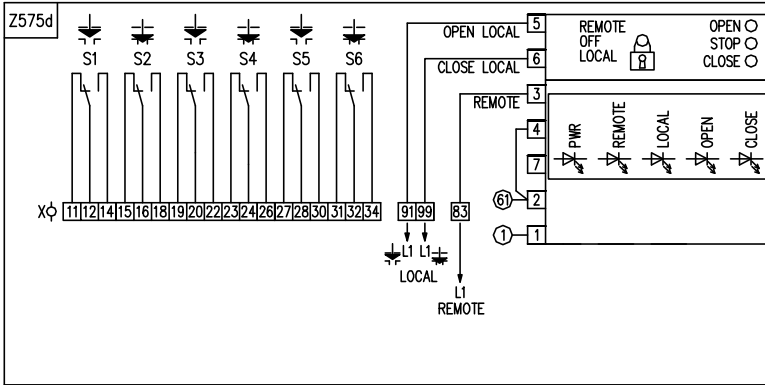 Z575d
S1 S2 S3 S4 S5 S6
OPEN LOCAL 5
CLOSE LOCAL 6
REMOTE 3
4
7
61 2
1 1
REMOTE
OFF
LOCAL
OPEN
STOP
CLOSE
PWR
REMOTE
LOCAL
OPEN
CLOSE
X 11 12 14 15 16 18 19 20 22 23 24 26 27 28 30 31 32 34 91 99 83
L1 L1
LOCAL
L1
REMOTE